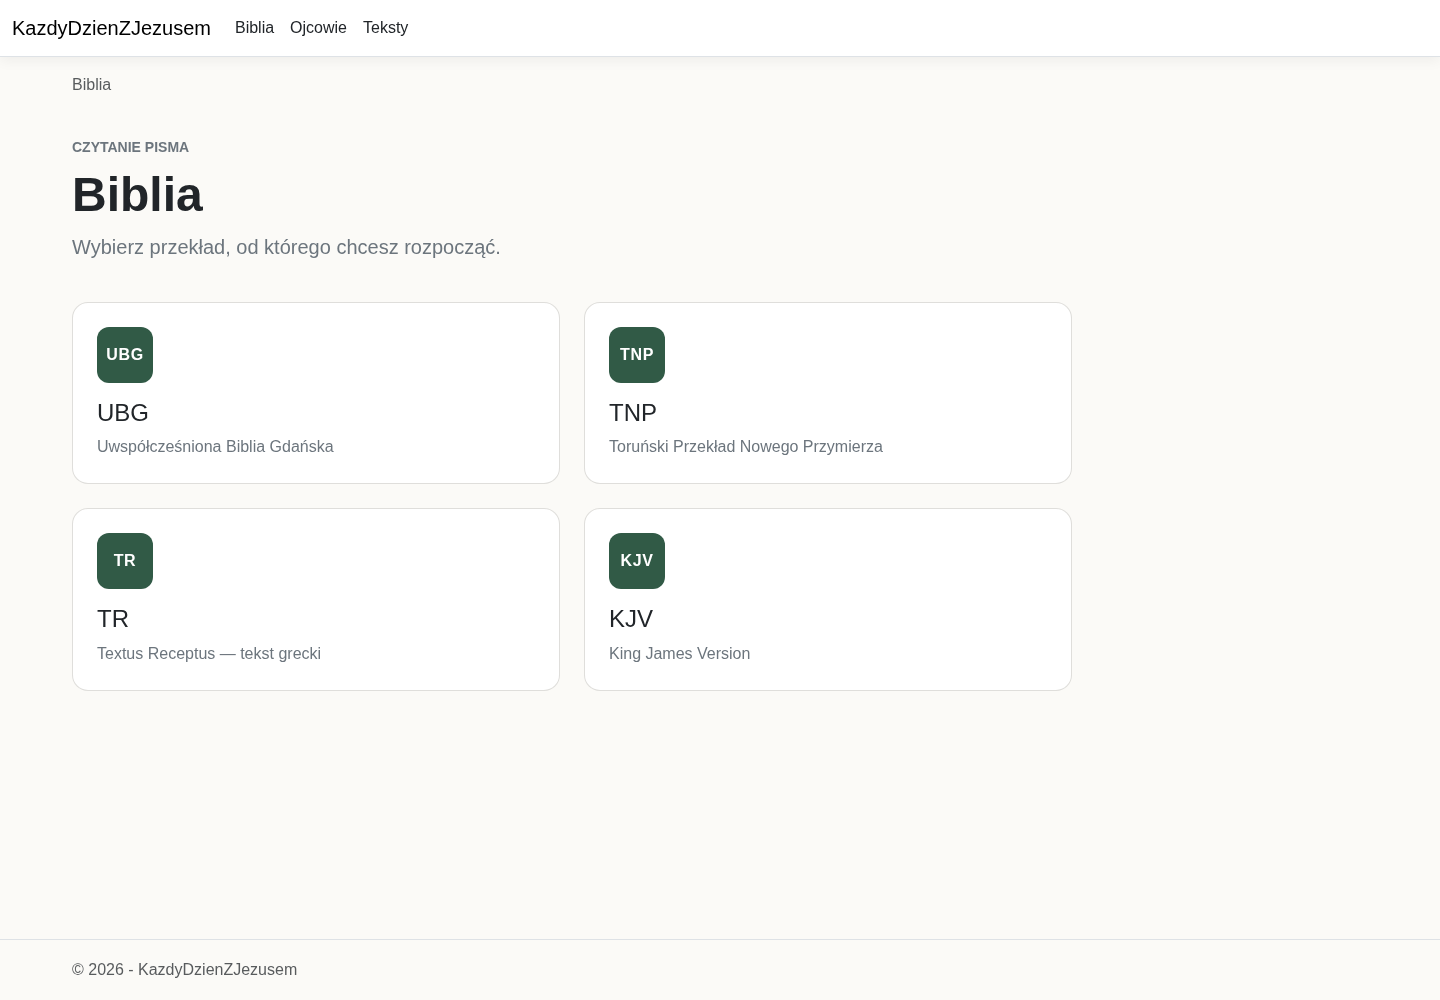 KazdyDzienZJezusem Biblia Ojcowie Teksty
Biblia
CZYTANIE PISMA
Biblia
Wybierz przekład, od którego chcesz rozpocząć.
UBG
UBG
Uwspółcześniona Biblia Gdańska
TNP
TNP
Toruński Przekład Nowego Przymierza
TR
TR
Textus Receptus — tekst grecki
KJV
KJV
King James Version
© 2026 - KazdyDzienZJezusem